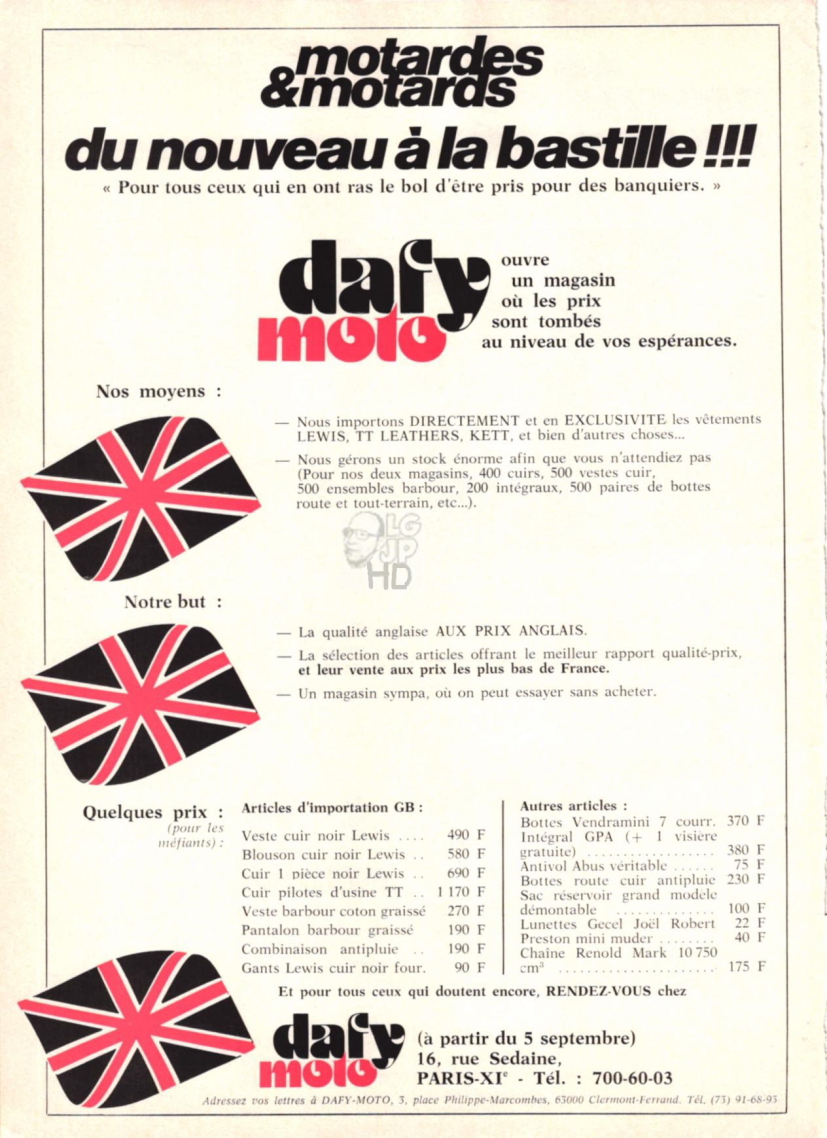 motardes
&motards
du nouveau à la bastille !!!
« Pour tous ceux qui en ont ras le bol d'être pris pour des banquiers. »
dafy
moto
ouvre
un magasin
où les prix
sont tombés
au niveau de vos espérances.
Nos moyens :
— Nous importons DIRECTEMENT et en EXCLUSIVITE les vêtements
LEWIS, TT LEATHERS, KETT, et bien d'autres choses...
— Nous gérons un stock énorme afin que vous n'attendiez pas
(Pour nos deux magasins, 400 cuirs, 500 vestes cuir,
500 ensembles barbour, 200 intégraux, 500 paires de bottes
route et tout-terrain, etc...).
LG
JP
HD
Notre but :
— La qualité anglaise AUX PRIX ANGLAIS.
— La sélection des articles offrant le meilleur rapport qualité-prix,
et leur vente aux prix les plus bas de France.
— Un magasin sympa, où on peut essayer sans acheter.
Quelques prix :
(pour les
méfiants) :
Articles d'importation GB :
Veste cuir noir Lewis .... 490 F
Blouson cuir noir Lewis .. 580 F
Cuir 1 pièce noir Lewis .. 690 F
Cuir pilotes d'usine TT .. 1 170 F
Veste barbour coton graissé 270 F
Pantalon barbour graissé 190 F
Combinaison antipluie .. 190 F
Gants Lewis cuir noir four. 90 F
Autres articles :
Bottes Vendramini 7 courr. 370 F
Intégral GPA (+ 1 visière
gratuite) .................. 380 F
Antivol Abus véritable ...... 75 F
Bottes route cuir antipluie 230 F
Sac réservoir grand modèle
démontable .............. 100 F
Lunettes Gecel Joël Robert 22 F
Preston mini muder ........ 40 F
Chaîne Renold Mark 10 750
cm³ ...................... 175 F
Et pour tous ceux qui doutent encore, RENDEZ-VOUS chez
dafy
moto
(à partir du 5 septembre)
16, rue Sedaine,
PARIS-XIe - Tél. : 700-60-03
Adressez vos lettres à DAFY-MOTO, 3, place Philippe-Marcombes, 63000 Clermont-Ferrand. Tél. (73) 91-68-93